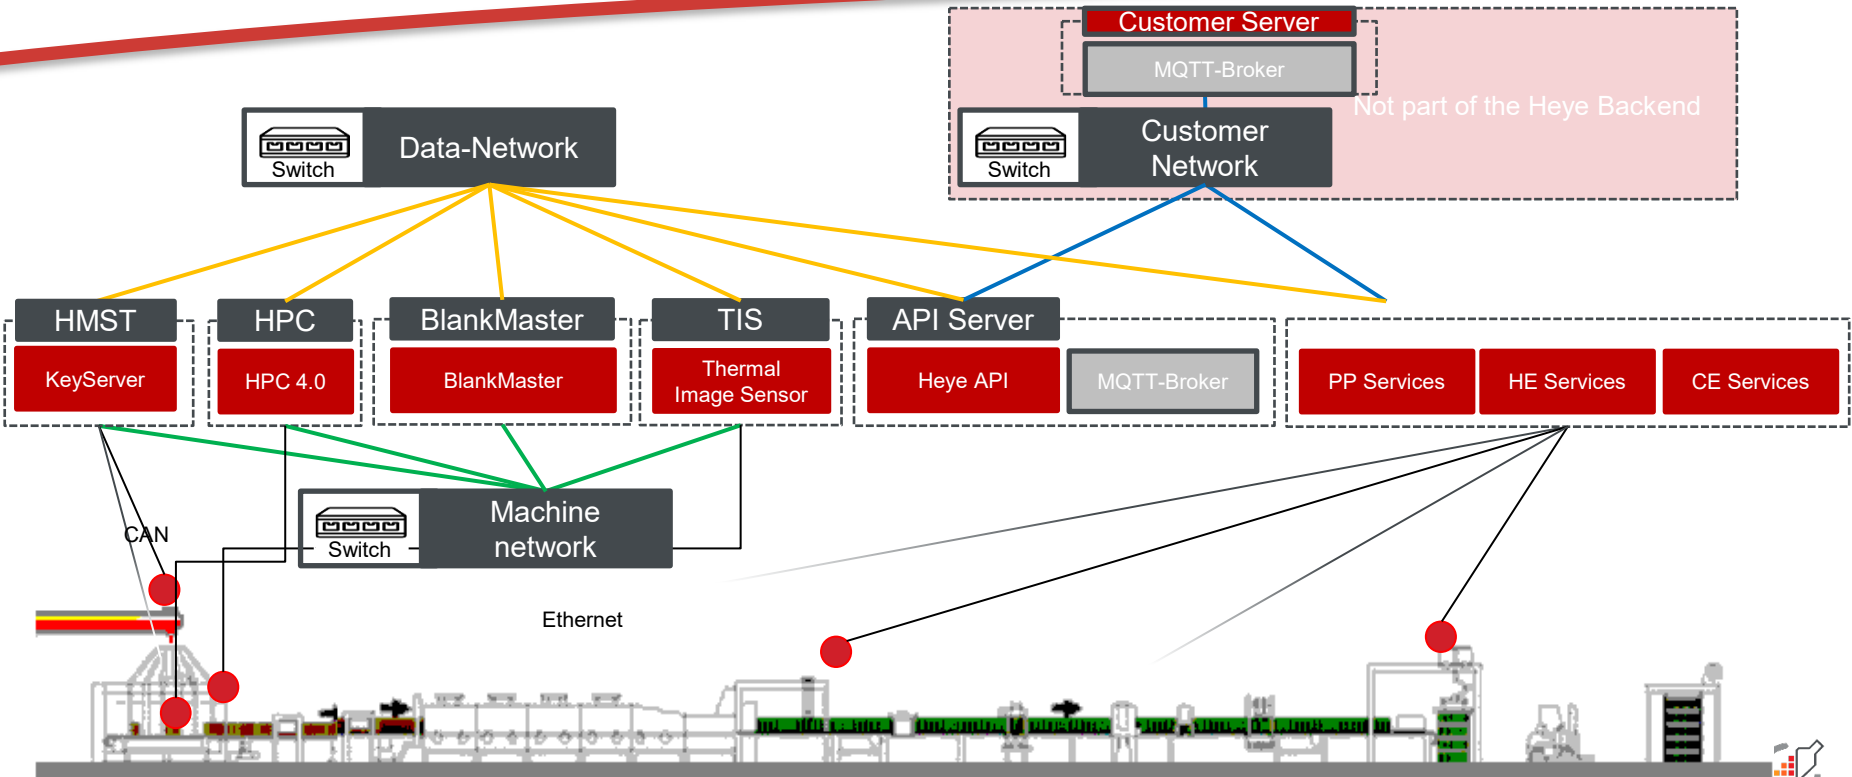 Customer Server
MQTT-Broker
Not part of the Heye Backend
Switch
Data-Network
Switch
Customer
Network
HMST
HPC
BlankMaster
TIS
API Server
KeyServer
HPC 4.0
BlankMaster
Thermal
Image Sensor
Heye API
MQTT-Broker
PP Services
HE Services
CE Services
Switch
Machine
network
CAN
Ethernet